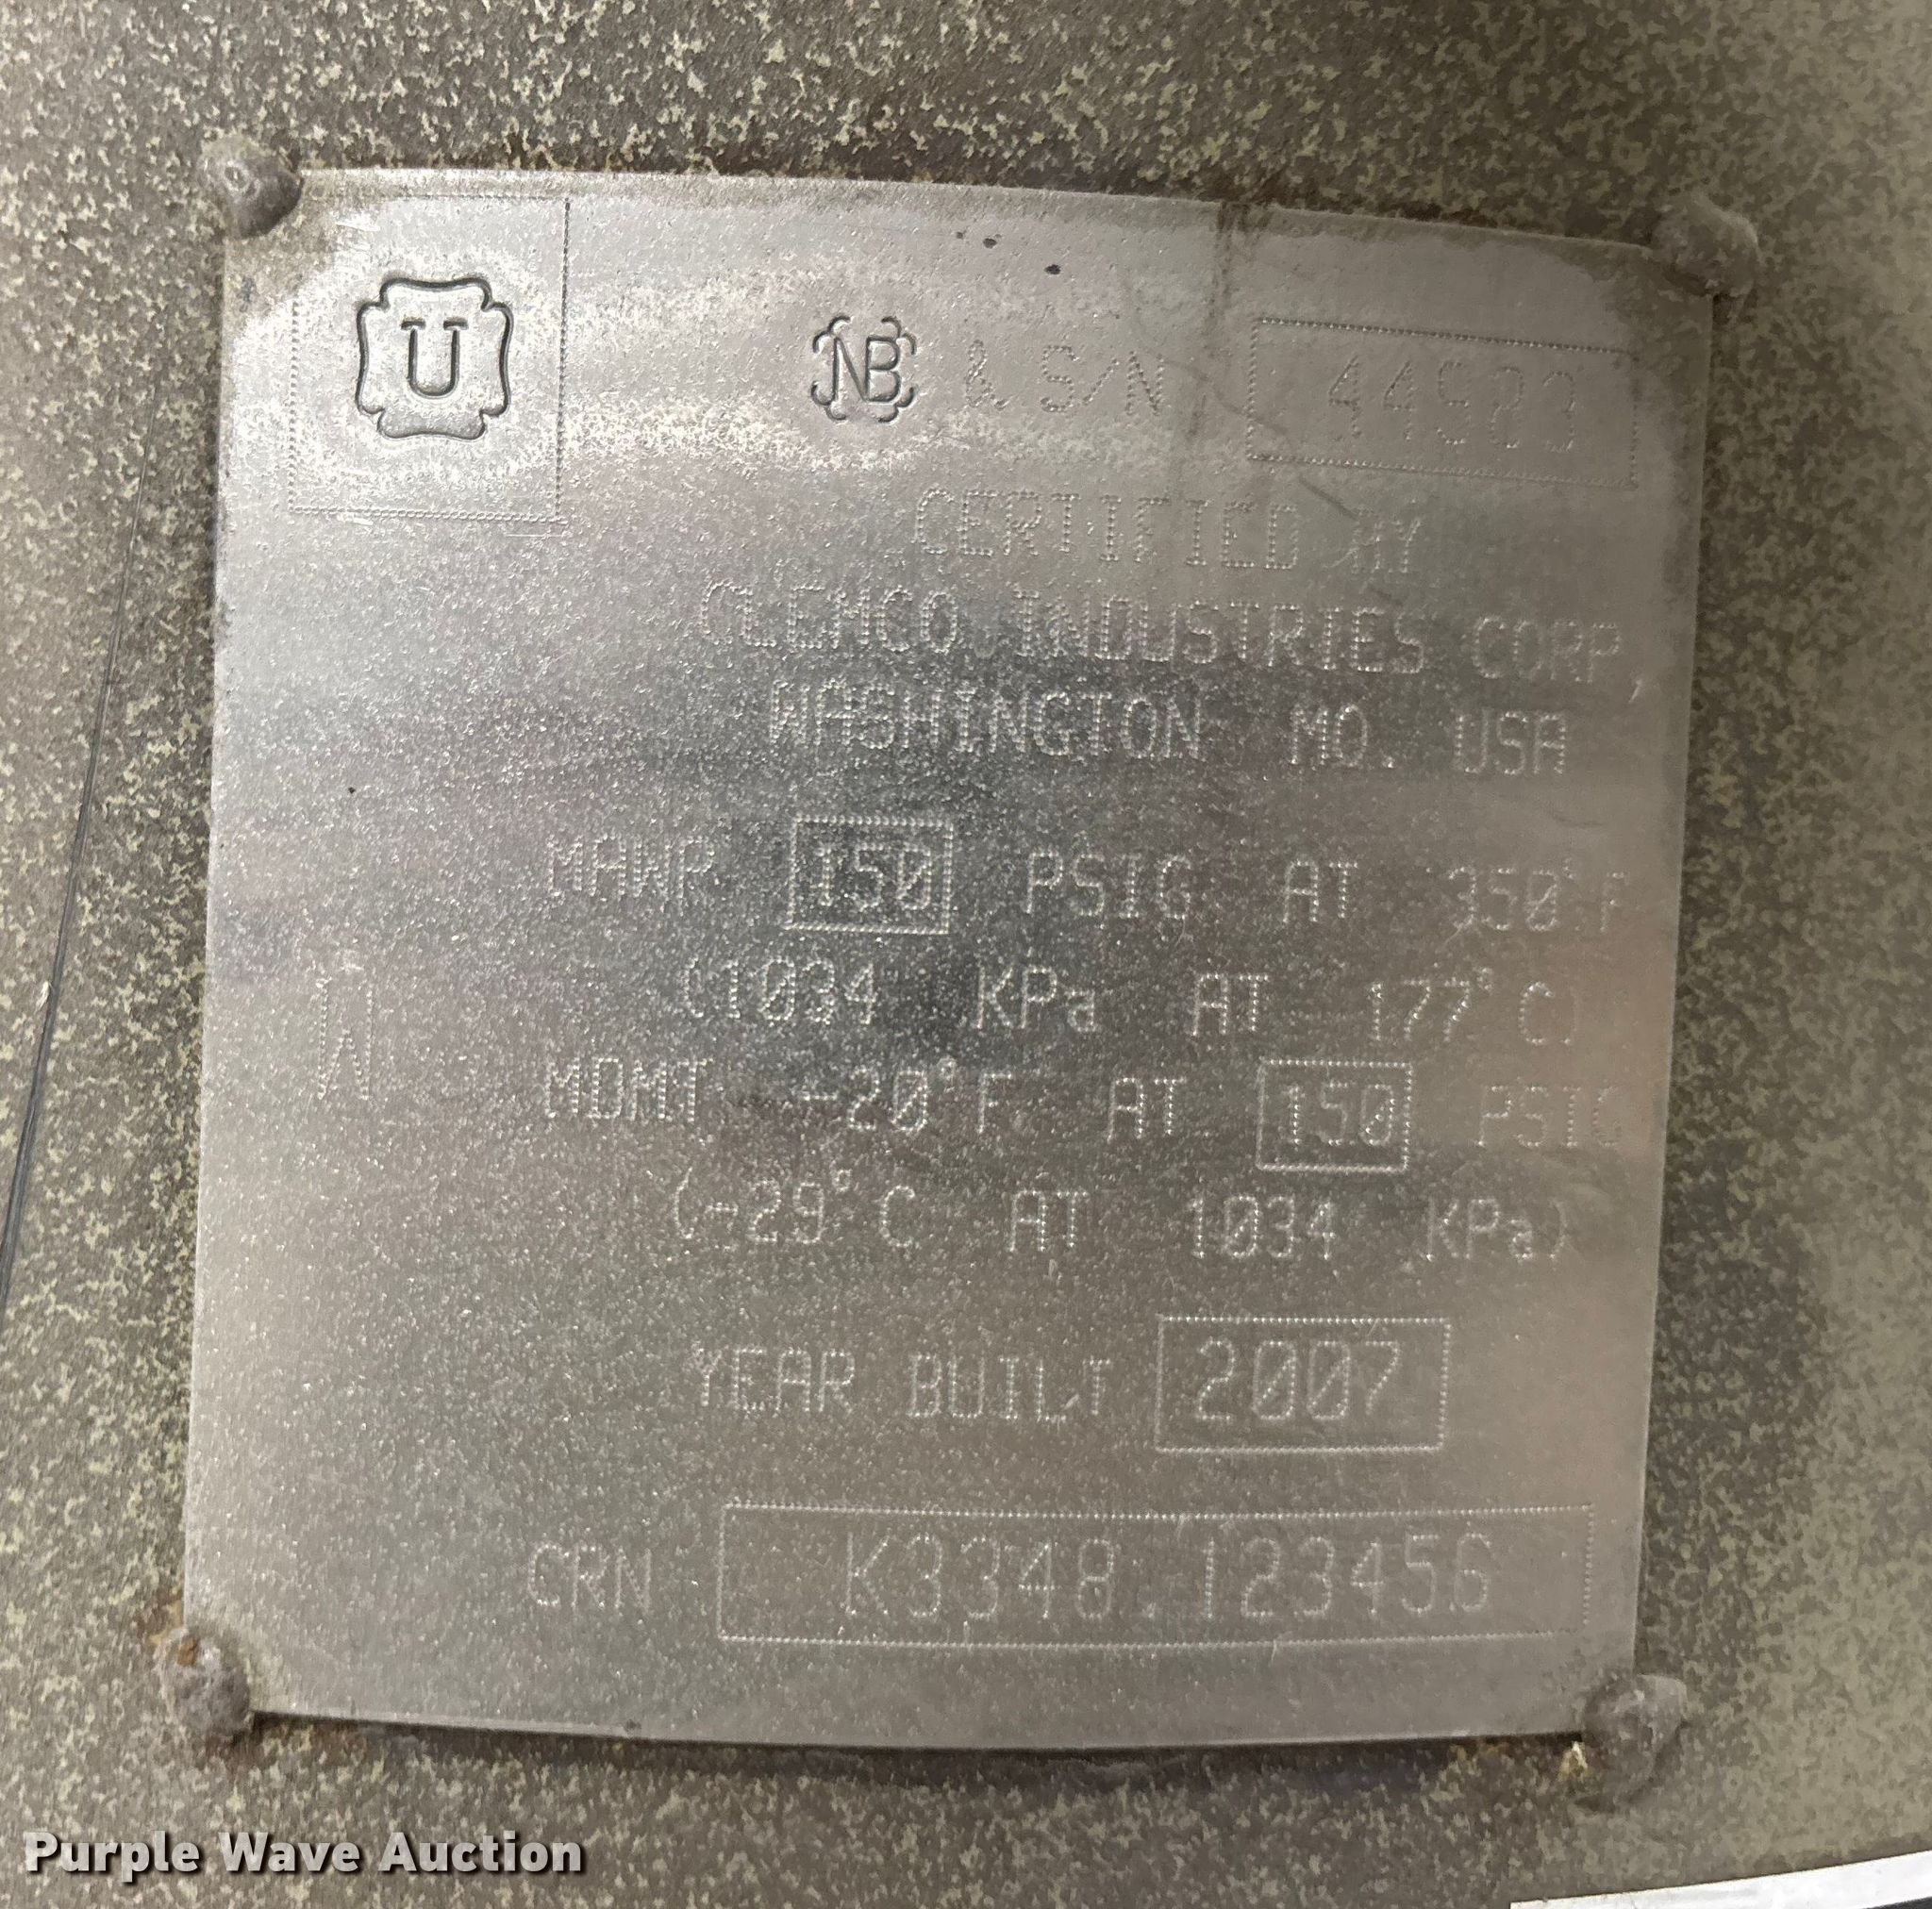 U
NB & S/N 44583
CERTIFIED BY
CLEMCO INDUSTRIES CORP.
WASHINGTON MO. USA
MAWP 150 PSIG AT 350°F
(1034 KPa AT 177°C)
W
MDMT -20°F AT 150 PSIG
(-29°C AT 1034 KPa)
YEAR BUILT 2007
CRN K3348.123456
Purple Wave Auction